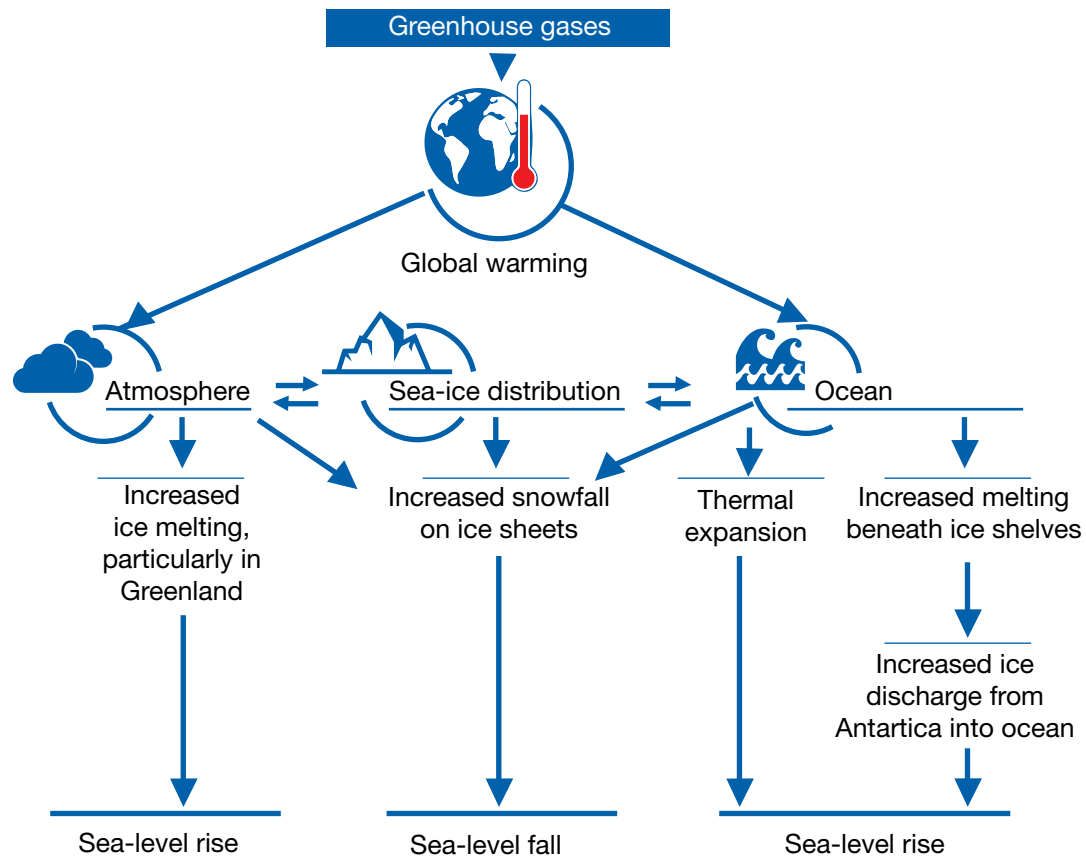 Greenhouse gases
Global warming
Atmosphere
Sea-ice distribution
Ocean
Increased
ice melting,
particularly in
Greenland
Increased snowfall
on ice sheets
Thermal
expansion
Increased melting
beneath ice shelves
Increased ice
discharge from
Antartica into ocean
Sea-level rise
Sea-level fall
Sea-level rise